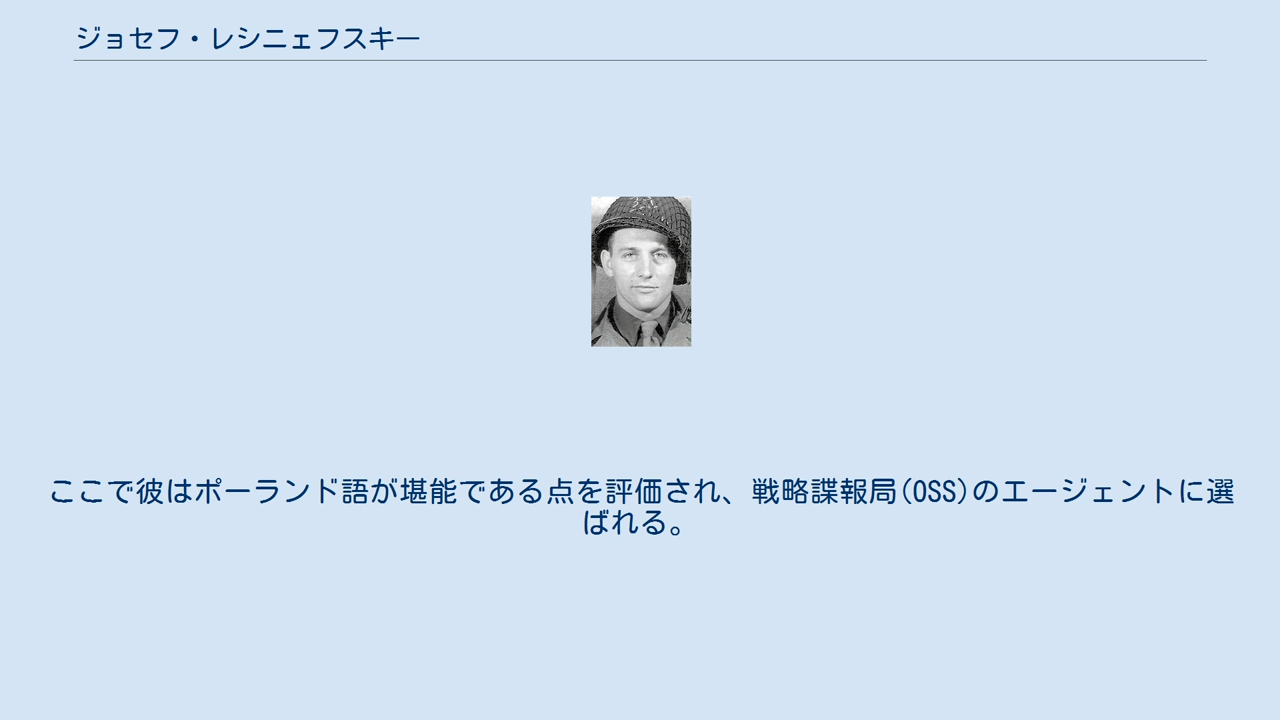 ジョセフ・レシニェフスキー
ここで彼はポーランド語が堪能である点を評価され、戦略諜報局(OSS)のエージェントに選
ばれる。